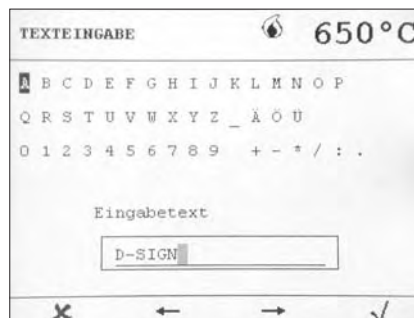 TEXTEINGABE 650°C
A B C D E F G H I J K L M N O P
Q R S T U V W X Y Z _ Ä Ö Ü
0 1 2 3 4 5 6 7 8 9 + - * / : .
Eingabetext
D-SIGN